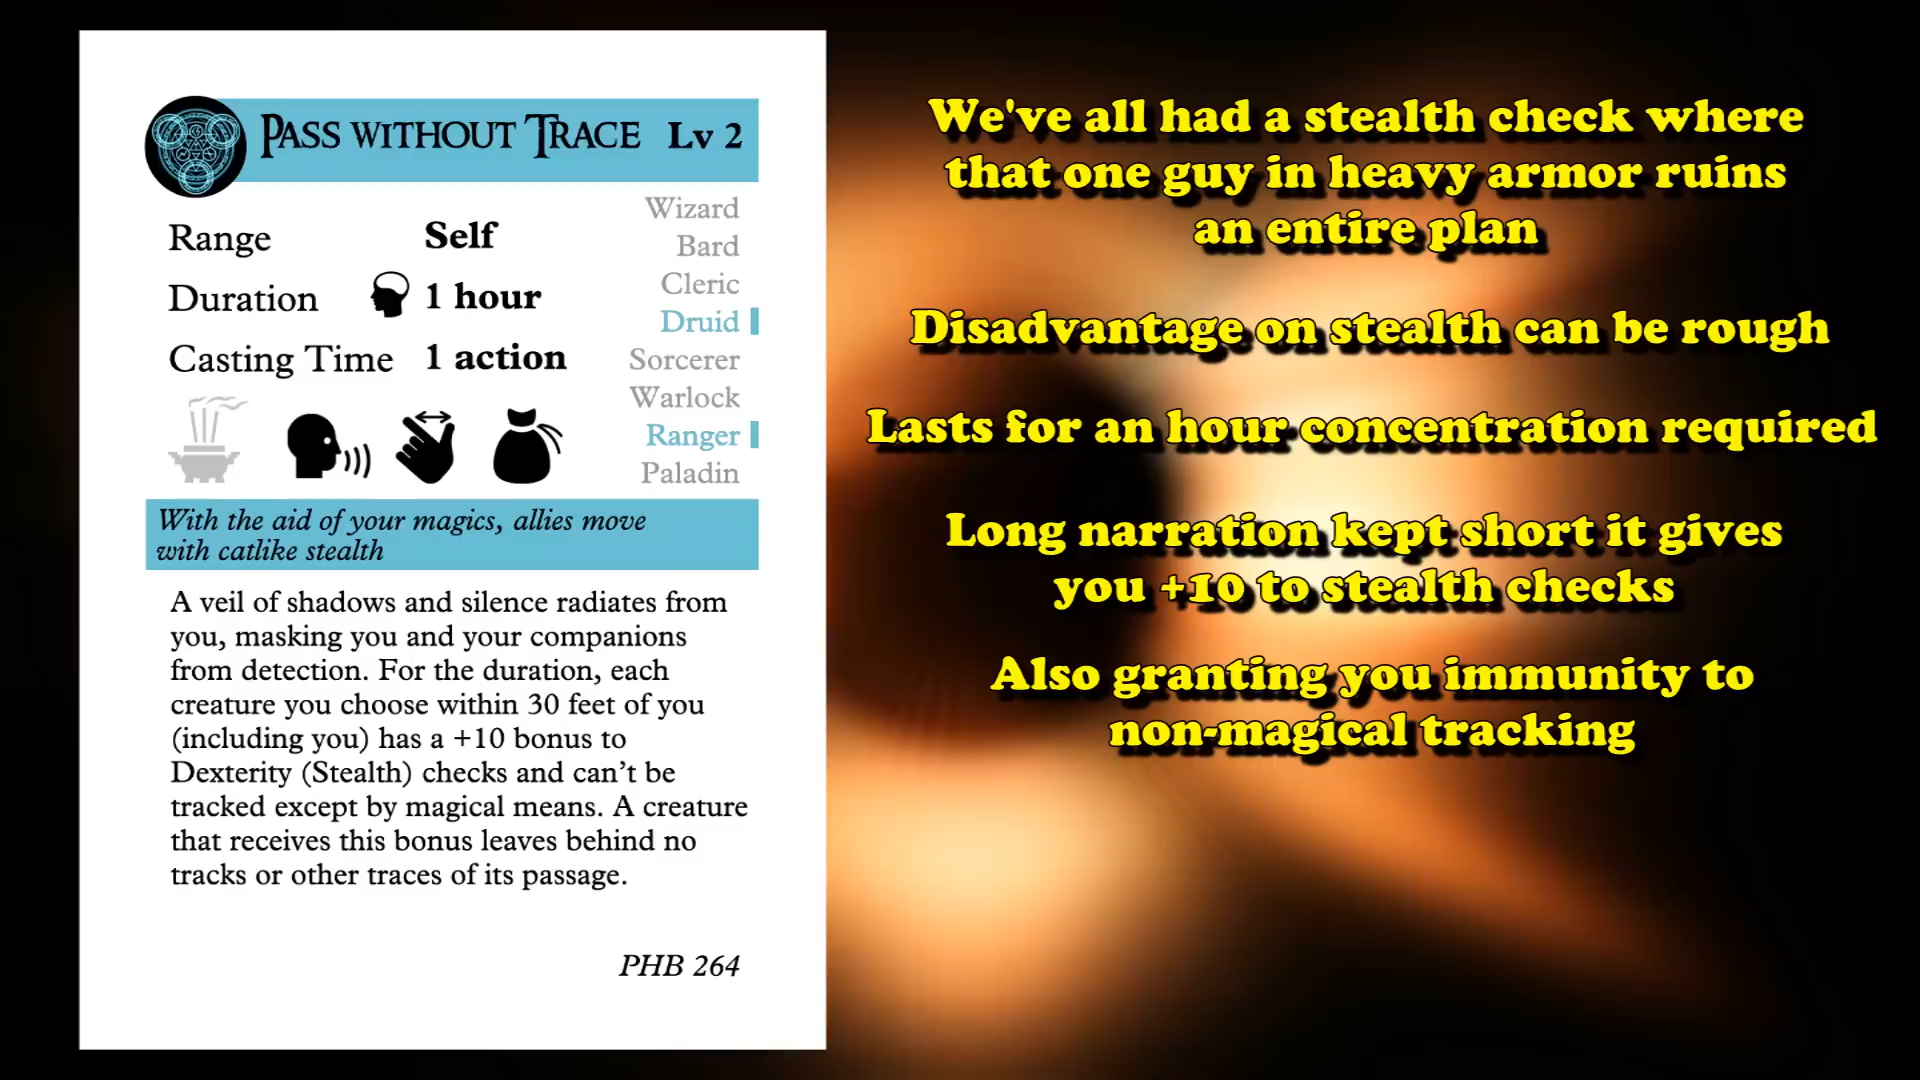 PASS WITHOUT TRACE Lv 2
Range Self
Duration 1 hour
Casting Time 1 action
Wizard
Bard
Cleric
Druid
Sorcerer
Warlock
Ranger
Paladin
With the aid of your magics, allies move
with catlike stealth
A veil of shadows and silence radiates from
you, masking you and your companions
from detection. For the duration, each
creature you choose within 30 feet of you
(including you) has a +10 bonus to
Dexterity (Stealth) checks and can’t be
tracked except by magical means. A creature
that receives this bonus leaves behind no
tracks or other traces of its passage.
PHB 264
We've all had a stealth check where
that one guy in heavy armor ruins
an entire plan
Disadvantage on stealth can be rough
Lasts for an hour concentration required
Long narration kept short it gives
you +10 to stealth checks
Also granting you immunity to
non-magical tracking